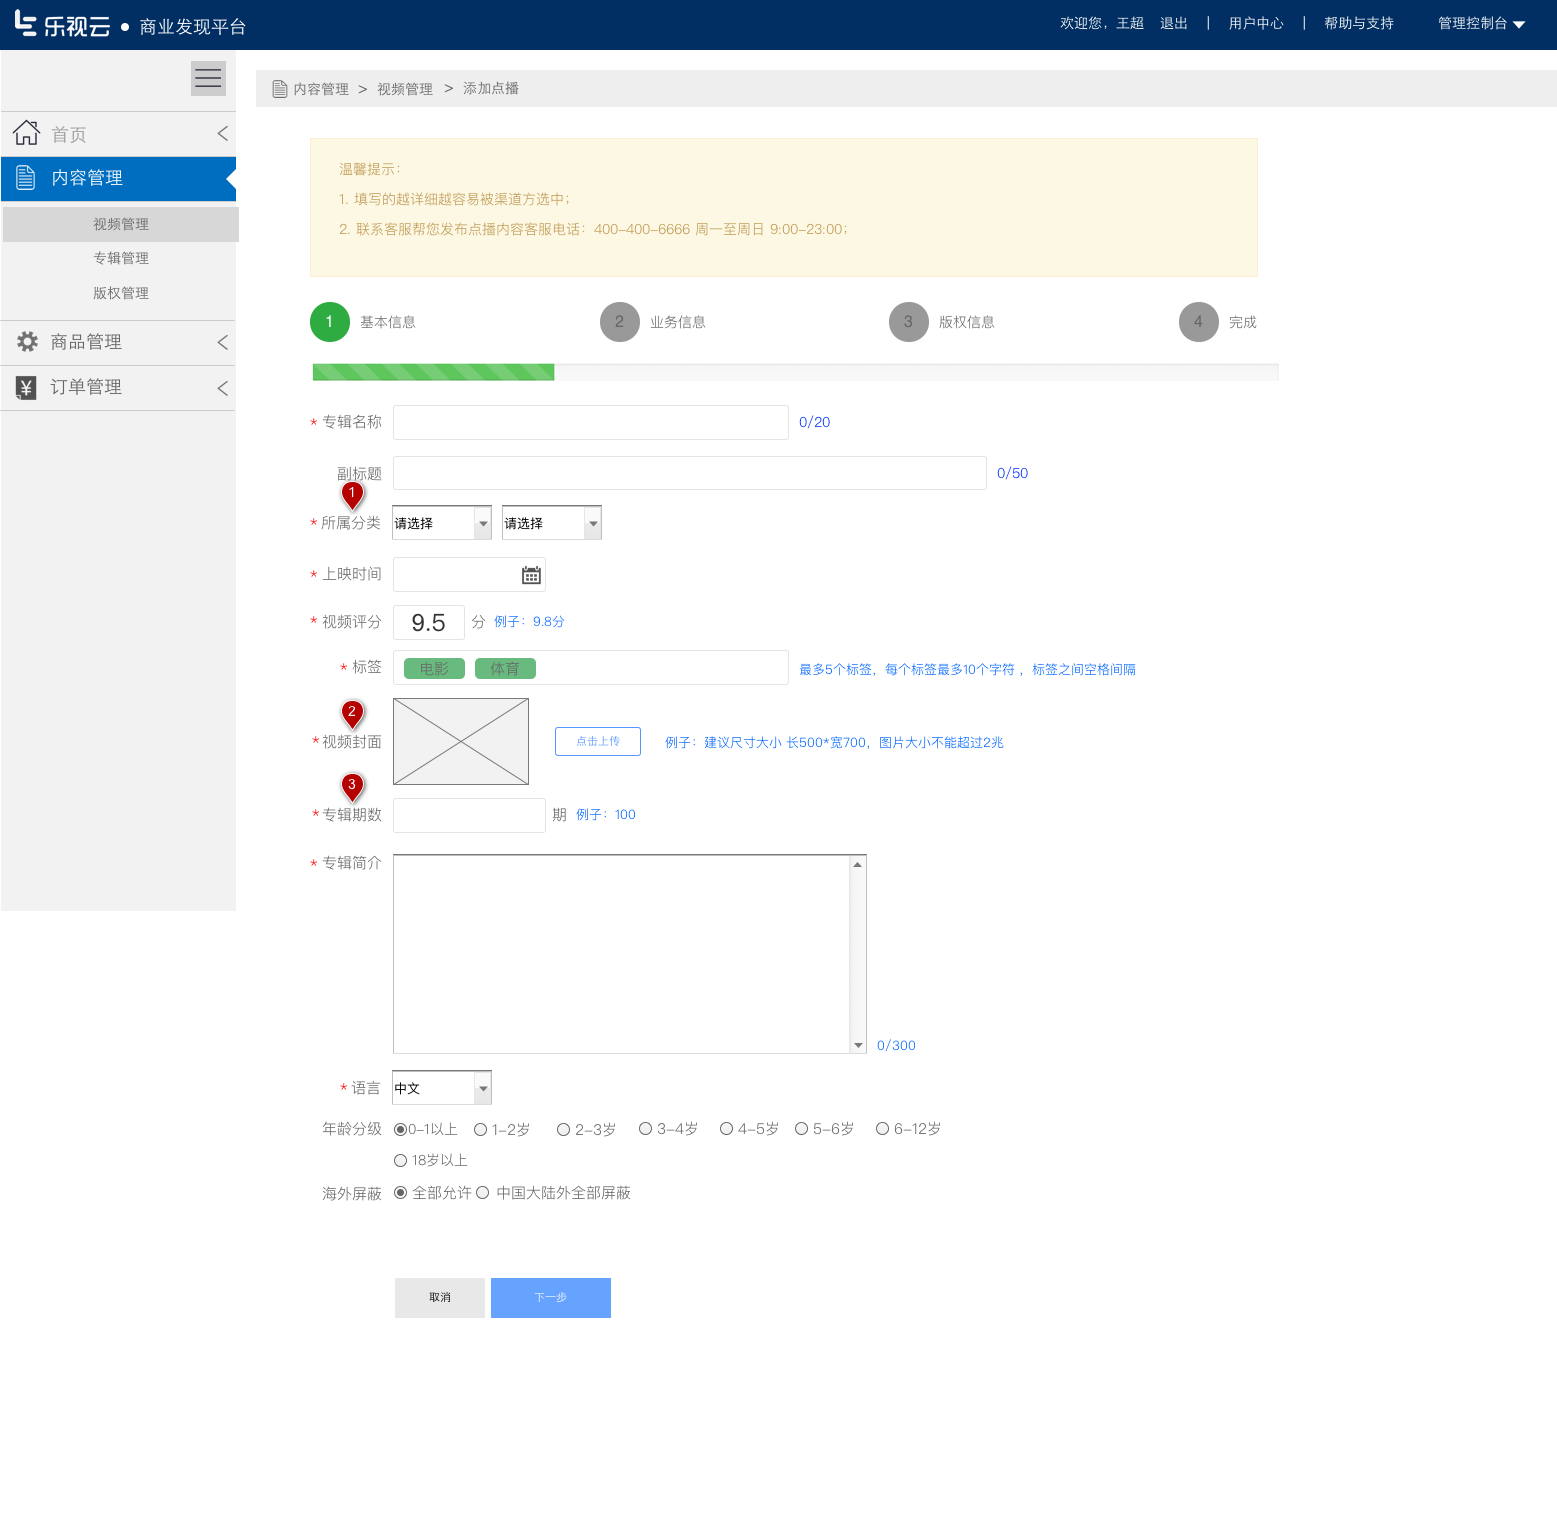 乐视云 ● 商业发现平台
欢迎您，王超 退出 | 用户中心 | 帮助与支持 管理控制台
内容管理 > 视频管理 > 添加点播
首页
内容管理
视频管理
专辑管理
版权管理
商品管理
订单管理
温馨提示：
1. 填写的越详细越容易被渠道方选中；
2. 联系客服帮您发布点播内容客服电话：400-400-6666 周一至周日 9:00-23:00；
1 基本信息 2 业务信息 3 版权信息 4 完成
* 专辑名称 0/20
副标题 0/50
1
* 所属分类 请选择 请选择
* 上映时间
* 视频评分 9.5 分 例子：9.8分
* 标签 电影 体育 最多5个标签，每个标签最多10个字符 ，标签之间空格间隔
2
* 视频封面 点击上传 例子：建议尺寸大小 长500*宽700，图片大小不能超过2兆
3
* 专辑期数 期 例子：100
* 专辑简介
0/300
* 语言 中文
年龄分级 0-1以上 1-2岁 2-3岁 3-4岁 4-5岁 5-6岁 6-12岁
18岁以上
海外屏蔽 全部允许 中国大陆外全部屏蔽
取消 下一步